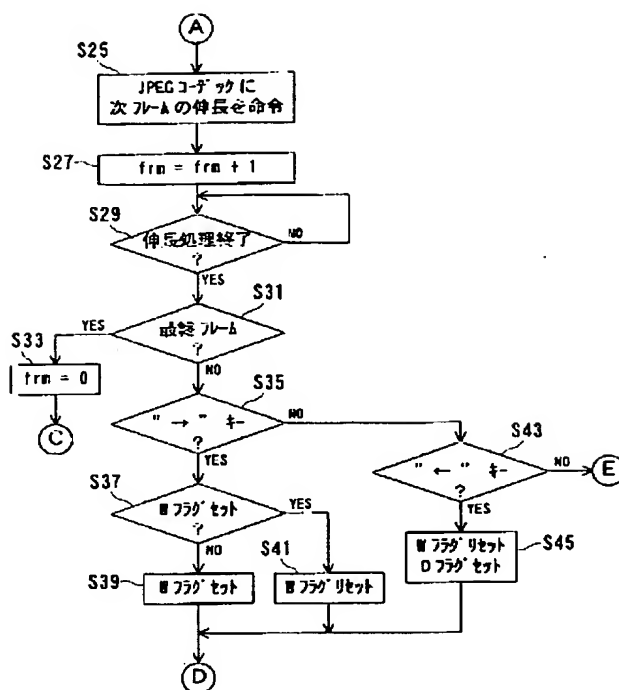 A
S25
JPEGコーデックに
次フレームの伸長を命令
S27
frm = frm + 1
S29
伸長処理終了
?
NO
YES
S31
最終フレーム
?
YES
NO
S33
frm = 0
C
S35
"→" キー
?
NO
YES
S43
"←" キー
?
NO
E
YES
S37
Wフラグセット
?
YES
NO
S39
Wフラグセット
S41
Wフラグリセット
S45
Wフラグリセット
Dフラグセット
D